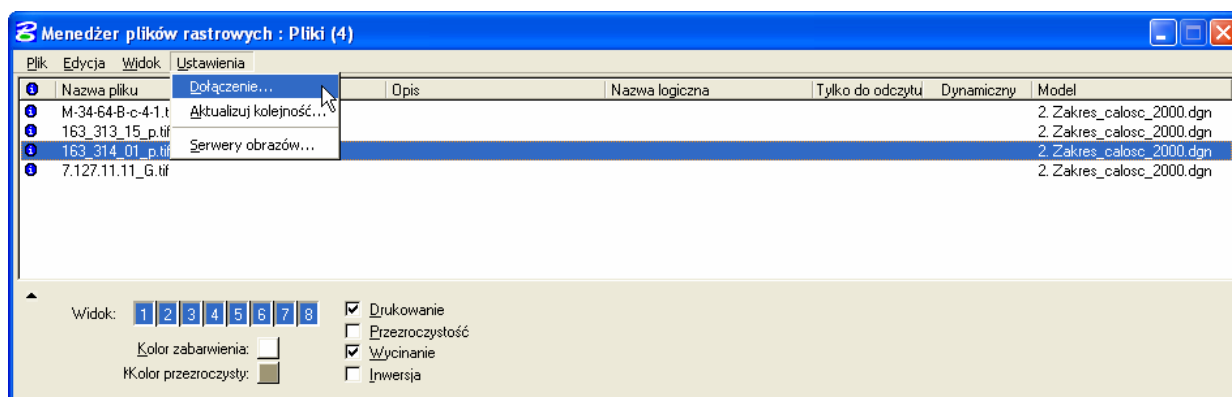 Menedżer plików rastrowych : Pliki (4)
Plik Edycja Widok Ustawienia
Nazwa pliku Opis Nazwa logiczna Tylko do odczytu Dynamiczny Model
Dołączenie...
Aktualizuj kolejność...
Serwery obrazów...
M-34-64-B-c-4-1.t 2. Zakres_calosc_2000.dgn
163_313_15_p.tif 2. Zakres_calosc_2000.dgn
163_314_01_p.tif 2. Zakres_calosc_2000.dgn
7.127.11.11_G.tif 2. Zakres_calosc_2000.dgn
Widok: 1 2 3 4 5 6 7 8
Kolor zabarwienia:
Kolor przezroczysty:
Drukowanie
Przezroczystość
Wycinanie
Inwersja